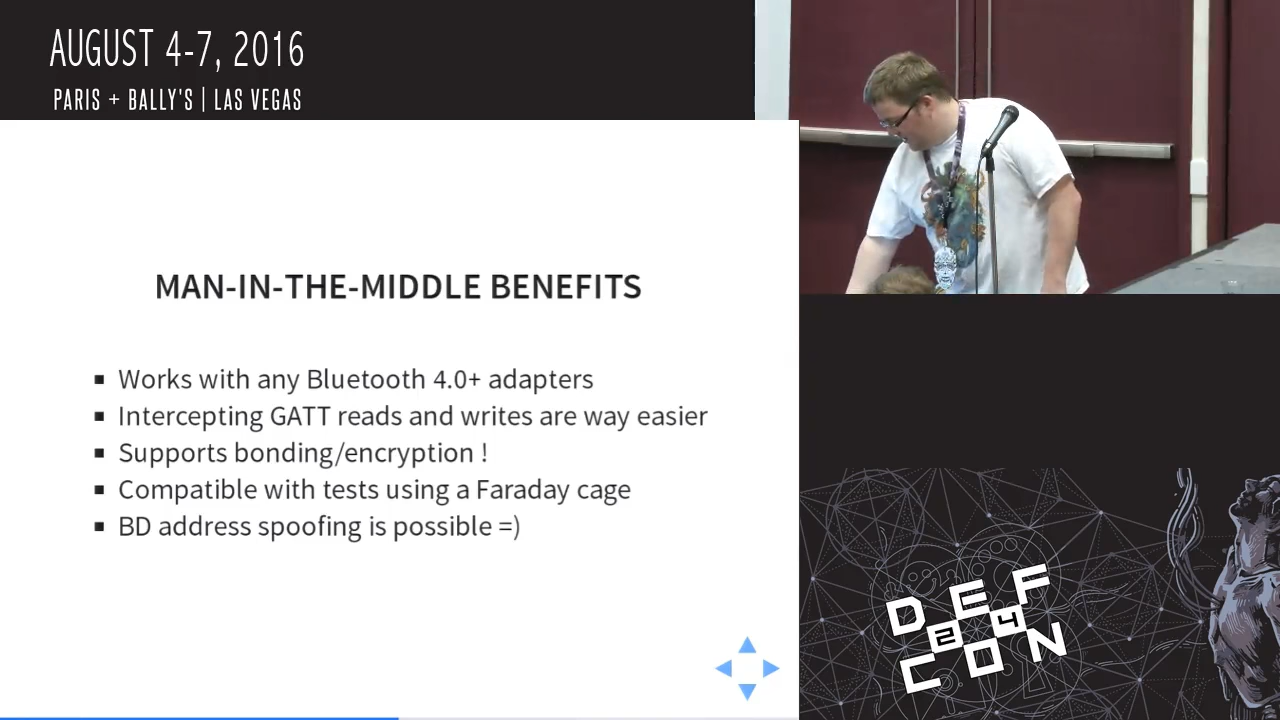 AUGUST 4-7, 2016
PARIS + BALLY'S | LAS VEGAS
MAN-IN-THE-MIDDLE BENEFITS
Works with any Bluetooth 4.0+ adapters
Intercepting GATT reads and writes are way easier
Supports bonding/encryption !
Compatible with tests using a Faraday cage
BD address spoofing is possible =)
DEF
24
CON